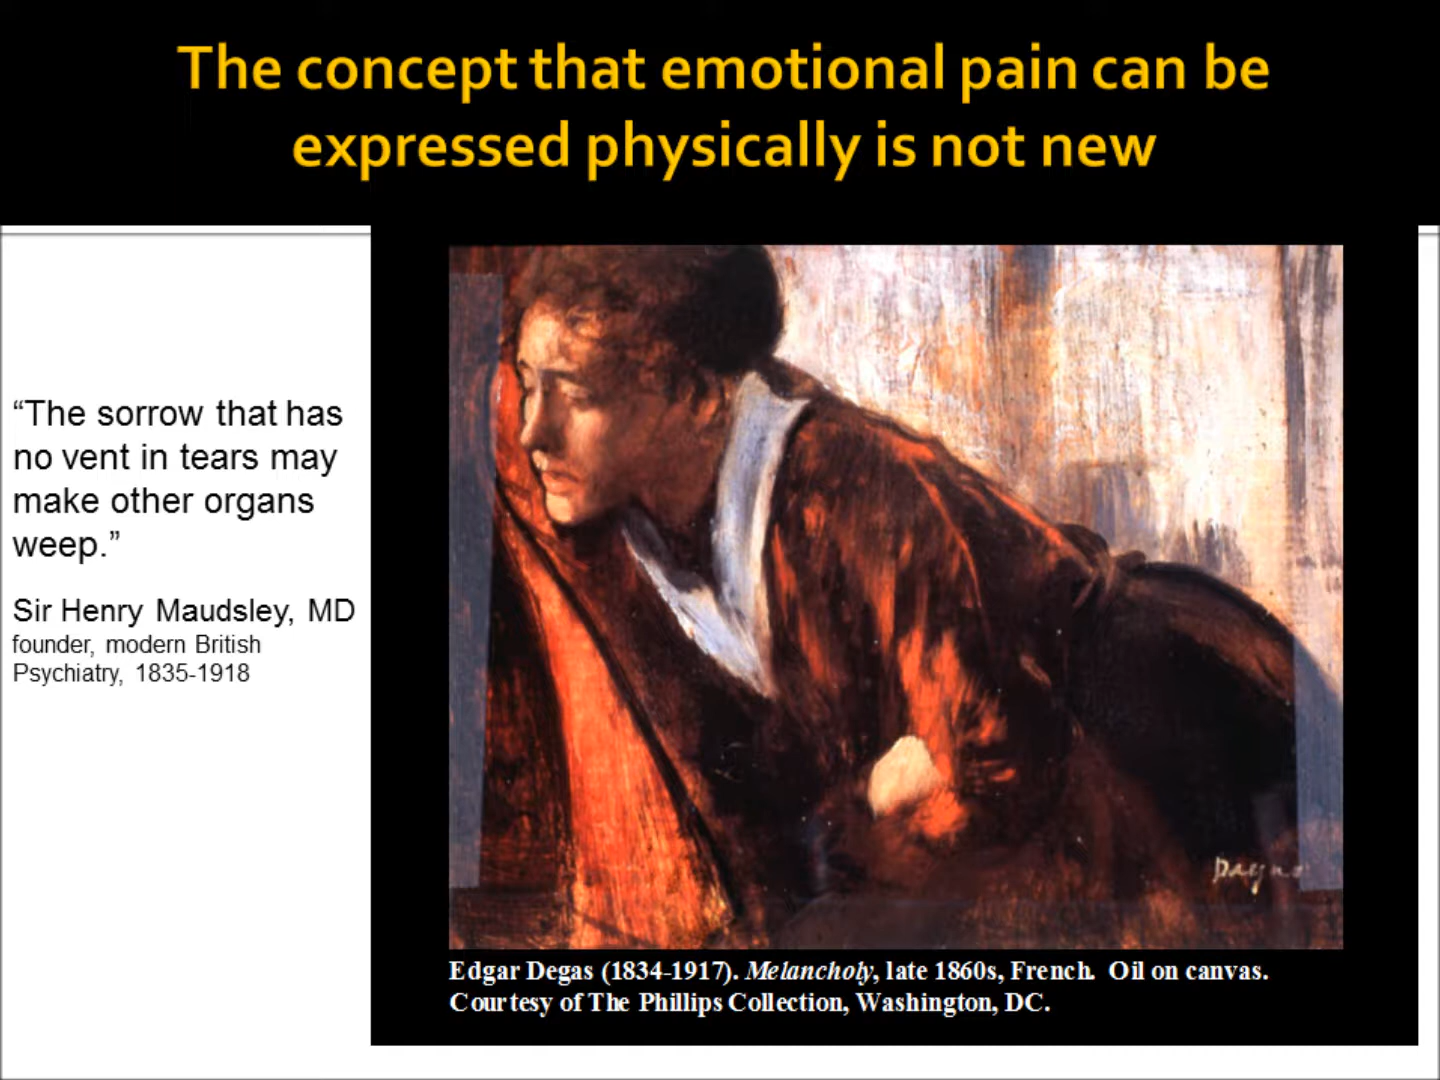 The concept that emotional pain can be
expressed physically is not new
“The sorrow that has
no vent in tears may
make other organs
weep.”
Sir Henry Maudsley, MD
founder, modern British
Psychiatry, 1835-1918
Edgar Degas (1834-1917). Melancholy, late 1860s, French. Oil on canvas.
Courtesy of The Phillips Collection, Washington, DC.